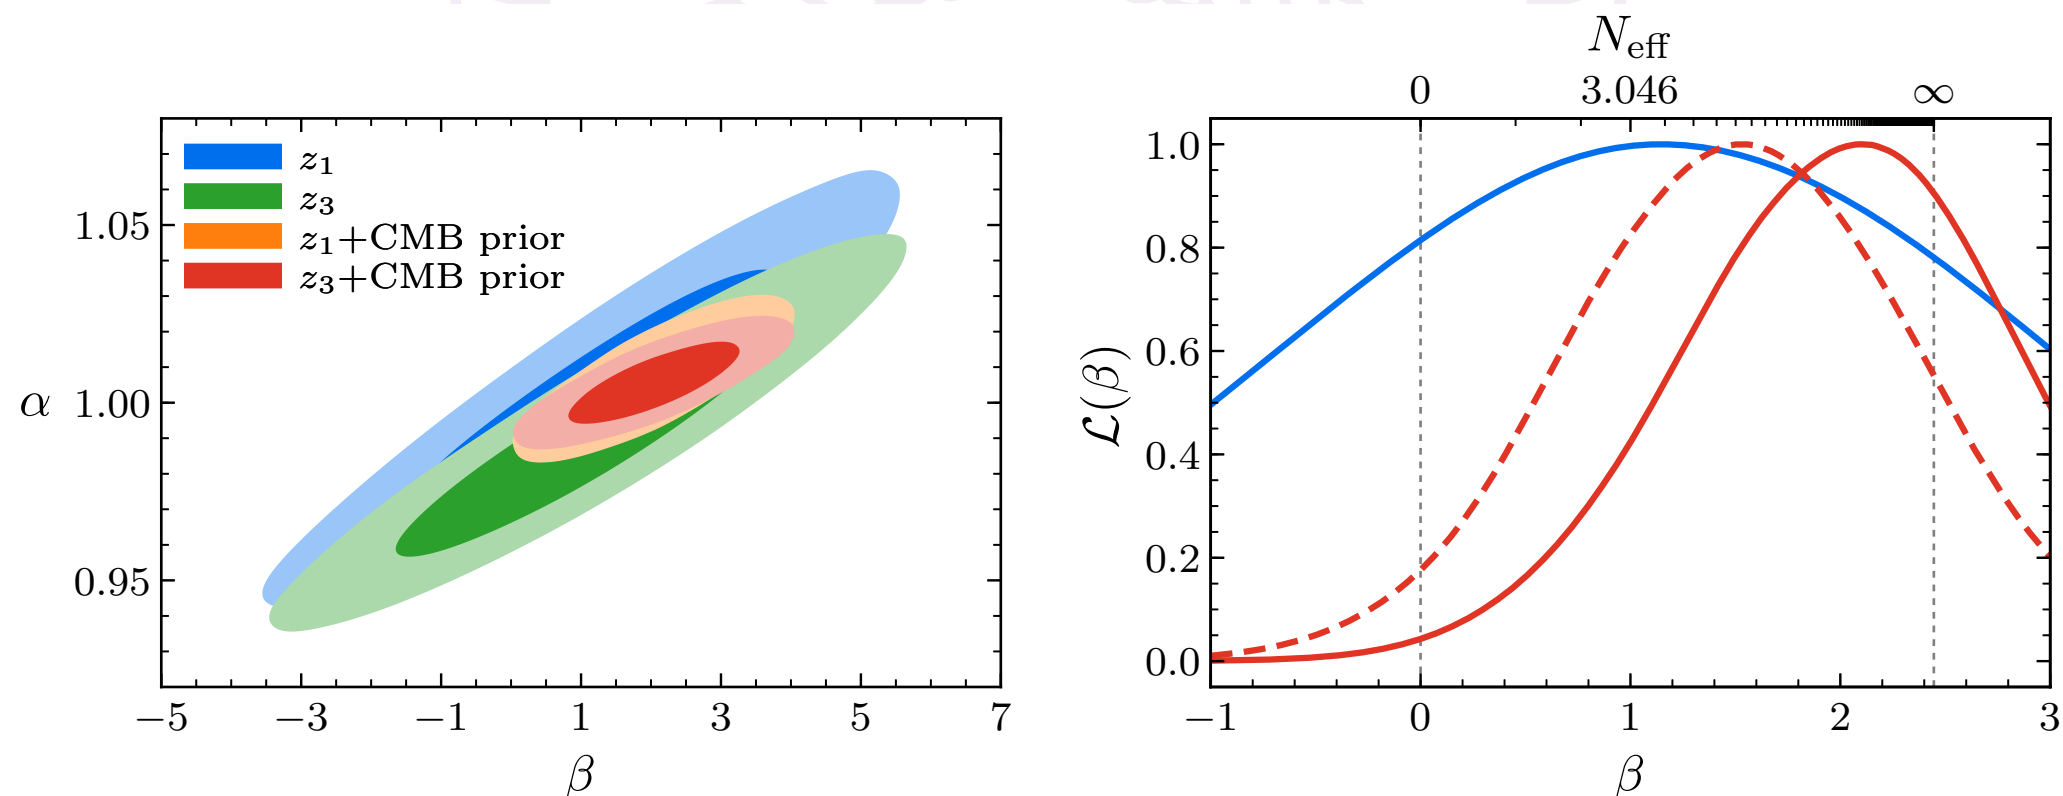 z₁
z₃
z₁+CMB prior
z₃+CMB prior
1.05
α 1.00
0.95
−5 −3 −1 1 3 5 7
β
N_eff
0 3.046 ∞
1.0
0.8
0.6
0.4
0.2
0.0
ℒ(β)
−1 0 1 2 3
β